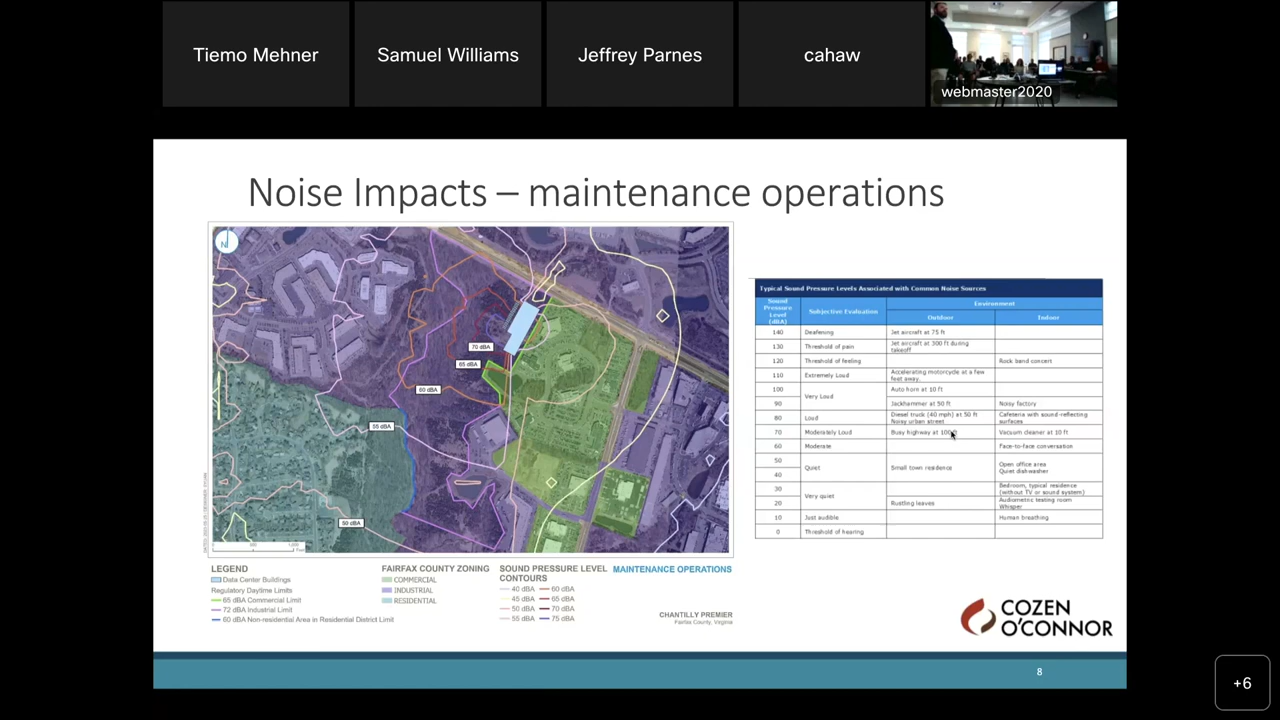 Tiemo Mehner
Samuel Williams
Jeffrey Parnes
cahaw
webmaster2020
Noise Impacts – maintenance operations
N
70 dBA
65 dBA
60 dBA
55 dBA
50 dBA
LEGEND
Data Center Buildings
Regulatory Daytime Limits
65 dBA Commercial Limit
72 dBA Industrial Limit
60 dBA Non-residential Area in Residential District Limit
FAIRFAX COUNTY ZONING
COMMERCIAL
INDUSTRIAL
RESIDENTIAL
SOUND PRESSURE LEVEL
CONTOURS
40 dBA 60 dBA
45 dBA 65 dBA
50 dBA 70 dBA
55 dBA 75 dBA
MAINTENANCE OPERATIONS
CHANTILLY PREMIER
Fairfax County, Virginia
Typical Sound Pressure Levels Associated with Common Noise Sources
Sound
Pressure
Level
(dBA)
Subjective Evaluation
Environment
Outdoor
Indoor
140 Deafening Jet aircraft at 75 ft
130 Threshold of pain Jet aircraft at 300 ft during
takeoff
120 Threshold of feeling Rock band concert
110 Extremely Loud Accelerating motorcycle at a few
feet away.
100 Very Loud Auto horn at 10 ft
90 Jackhammer at 50 ft Noisy factory
80 Loud Diesel truck (40 mph) at 50 ft Cafeteria with sound-reflecting
Noisy urban street surfaces
70 Moderately Loud Busy highway at 100 ft Vacuum cleaner at 10 ft
60 Moderate Face-to-face conversation
50 Quiet Small town residence Open office area
40 Quiet dishwasher
30 Very quiet Bedroom, typical residence
(without TV or sound system)
20 Rustling leaves Audiometric testing room
Whisper
10 Just audible Human breathing
0 Threshold of hearing
COZEN
O'CONNOR
8
+6